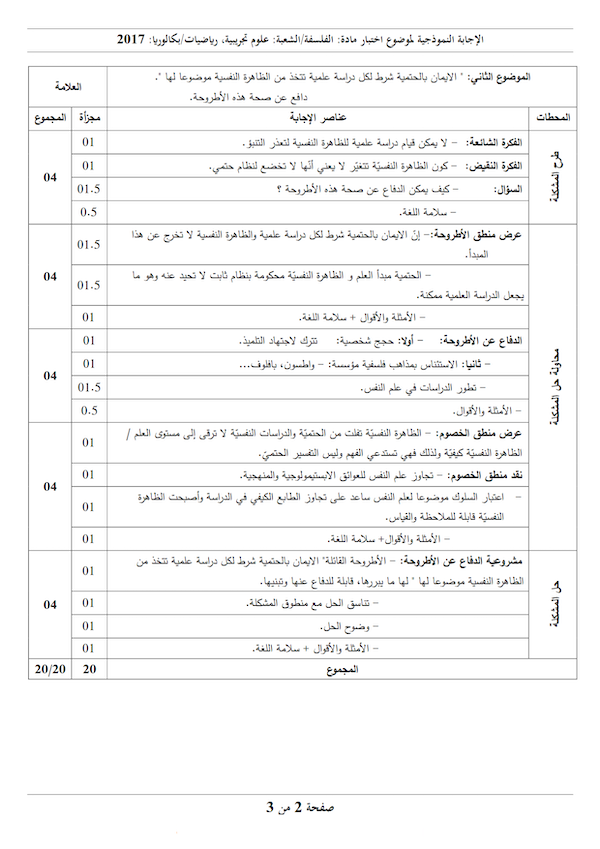 الإجابة النموذجية لموضوع اختبار مادة: الفلسفة/الشعبة: علوم تجريبية، رياضيات/بكالوريا: 2017
الموضوع الثاني: " الايمان بالحتمية شرط لكل دراسة علمية تتخذ من الظاهرة النفسية موضوعا لها ".
دافع عن صحة هذه الأطروحة.
العلامة
المحطات عناصر الإجابة مجزأة المجموع
طرح المشكلة
الفكرة الشائعة: – لا يمكن قيام دراسة علمية للظاهرة النفسية لتعذر التنبؤ. 01
الفكرة النقيض: – كون الظاهرة النفسيّة تتغيّر لا يعني أنّها لا تخضع لنظام حتمي. 01
السؤال: – كيف يمكن الدفاع عن صحة هذه الأطروحة ؟ 01.5
– سلامة اللغة. 0.5
04
محاولة حل المشكلة
عرض منطق الأطروحة:– إنّ الايمان بالحتمية شرط لكل دراسة علمية والظاهرة النفسية لا تخرج عن هذا
المبدأ. 01.5
– الحتمية مبدأ العلم و الظاهرة النفسيّة محكومة بنظام ثابت لا تحيد عنه وهو ما
يجعل الدراسة العلمية ممكنة. 01.5
– الأمثلة والأقوال + سلامة اللغة. 01
04
الدفاع عن الأطروحة: – أولا: حجج شخصية: تترك لاجتهاد التلميذ. 01
– ثانيا: الاستئناس بمذاهب فلسفية مؤسسة: – واطسون، بافلوف... 01
– تطور الدراسات في علم النفس. 01.5
– الأمثلة والأقوال. 0.5
04
عرض منطق الخصوم: – الظاهرة النفسيّة تفلت من الحتميّة والدراسات النفسيّة لا ترقى إلى مستوى العلم /
الظاهرة النفسيّة كيفيّة ولذلك فهي تستدعي الفهم وليس التفسير الحتميّ. 01
نقد منطق الخصوم: – تجاوز علم النفس للعوائق الابستيمولوجية والمنهجية. 01
– اعتبار السلوك موضوعا لعلم النفس ساعد على تجاوز الطابع الكيفي في الدراسة وأصبحت الظاهرة
النفسيّة قابلة للملاحظة والقياس. 01
– الأمثلة والأقوال+ سلامة اللغة. 01
04
حل المشكلة
مشروعية الدفاع عن الأطروحة: – الأطروحة القائلة" الايمان بالحتمية شرط لكل دراسة علمية تتخذ من
الظاهرة النفسية موضوعا لها " لها ما يبررها، قابلة للدفاع عنها وتبنيها. 01
– تناسق الحل مع منطوق المشكلة. 01
– وضوح الحل. 01
– الأمثلة والأقوال + سلامة اللغة. 01
04
المجموع 20 20/20
صفحة 2 من 3